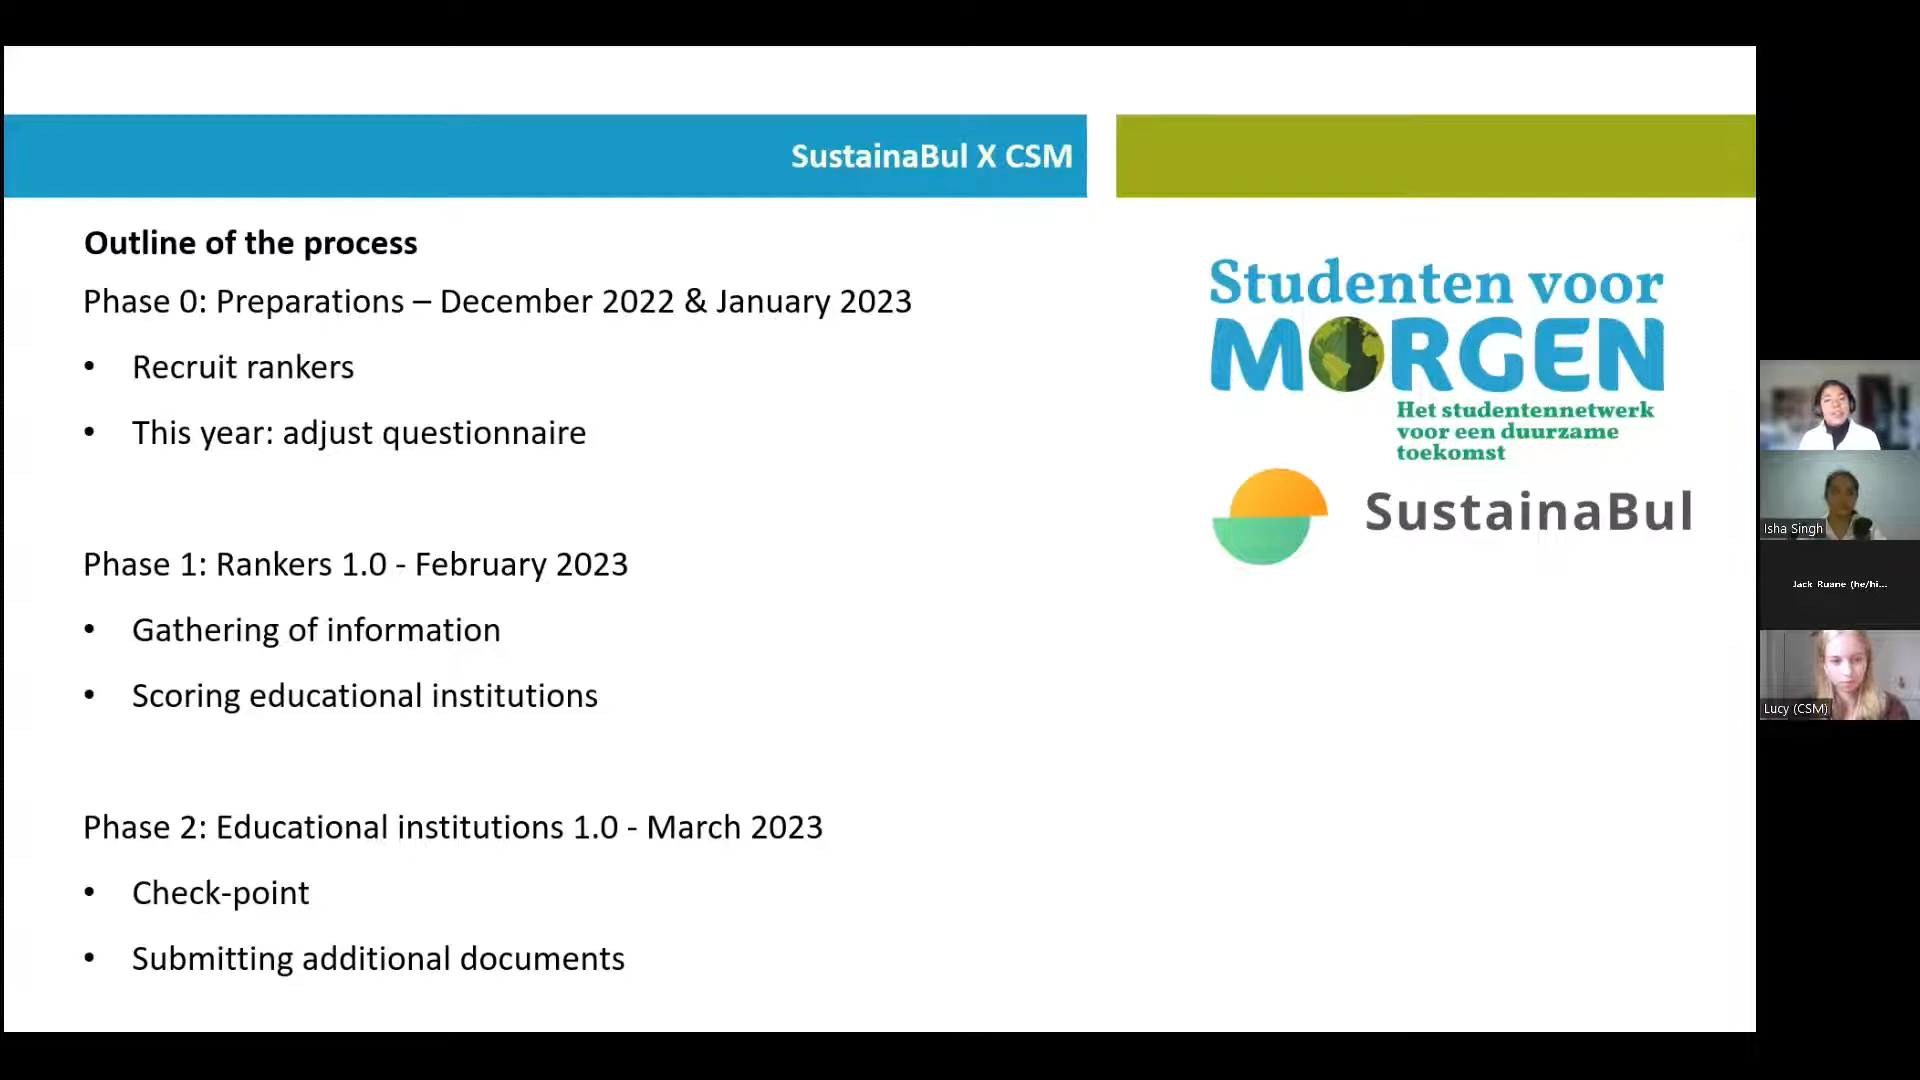 SustainaBul X CSM
Outline of the process
Phase 0: Preparations – December 2022 & January 2023
• Recruit rankers
• This year: adjust questionnaire
Phase 1: Rankers 1.0 - February 2023
• Gathering of information
• Scoring educational institutions
Phase 2: Educational institutions 1.0 - March 2023
• Check-point
• Submitting additional documents
Studenten voor
MORGEN
Het studentennetwerk
voor een duurzame
toekomst
SustainaBul
Isha Singh
Jack Ruane (he/hi...
Lucy (CSM)